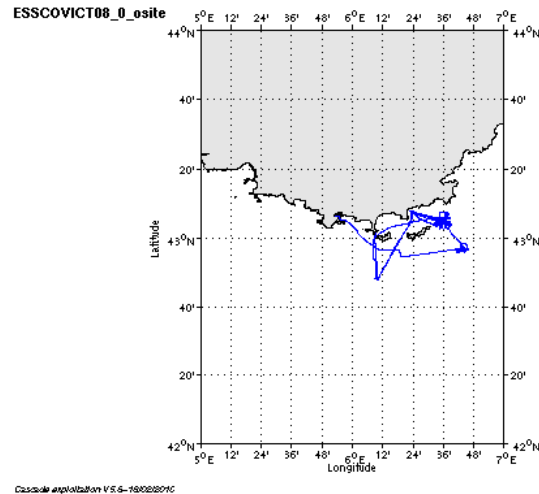 ESSCOVICT08_0_osite
5°E 12' 24' 36' 48' 6°E 12' 24' 36' 48' 7°E
44°N 44°N
40' 40'
20' 20'
Latitude
43°N 43°N
40' 40'
20' 20'
42°N 42°N
5°E 12' 24' 36' 48' 6°E 12' 24' 36' 48' 7°E
Longitude
Cascade exploitation V5.6-16/02/2010